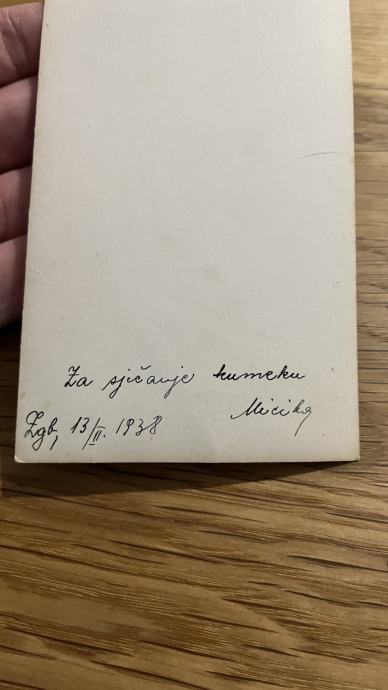 Za sjećanje kumeku
Micika
Zgb, 13/II. 1938